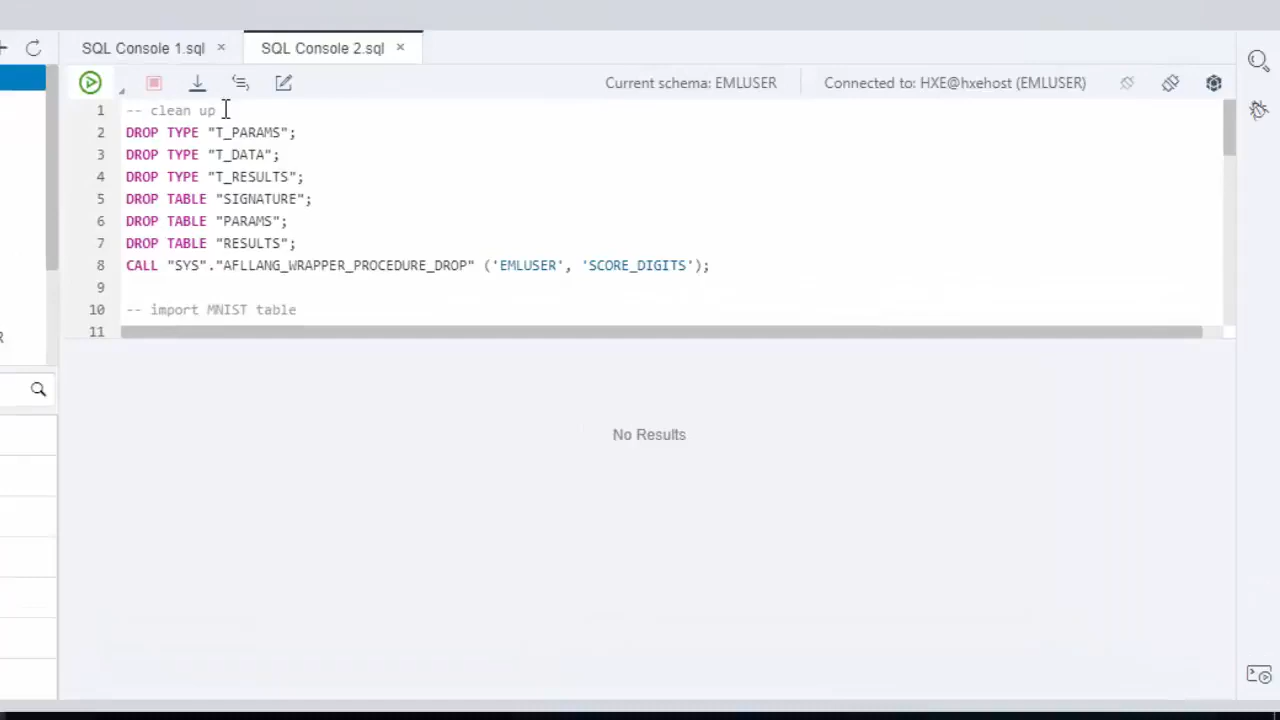 SQL Console 1.sql × SQL Console 2.sql ×
Current schema: EMLUSER Connected to: HXE@hxehost (EMLUSER)
1 -- clean up
2 DROP TYPE "T_PARAMS";
3 DROP TYPE "T_DATA";
4 DROP TYPE "T_RESULTS";
5 DROP TABLE "SIGNATURE";
6 DROP TABLE "PARAMS";
7 DROP TABLE "RESULTS";
8 CALL "SYS"."AFLLANG_WRAPPER_PROCEDURE_DROP" ('EMLUSER', 'SCORE_DIGITS');
9
10 -- import MNIST table
11
R
No Results